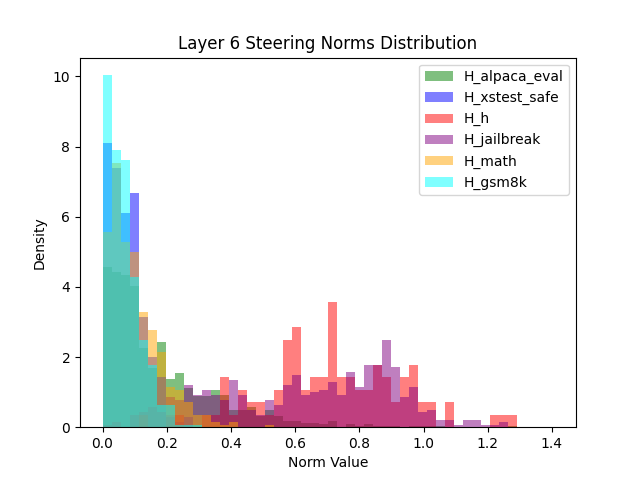 Layer 6 Steering Norms Distribution
H_alpaca_eval
H_xstest_safe
H_h
H_jailbreak
H_math
H_gsm8k
10
8
6
4
2
0
Density
0.0 0.2 0.4 0.6 0.8 1.0 1.2 1.4
Norm Value